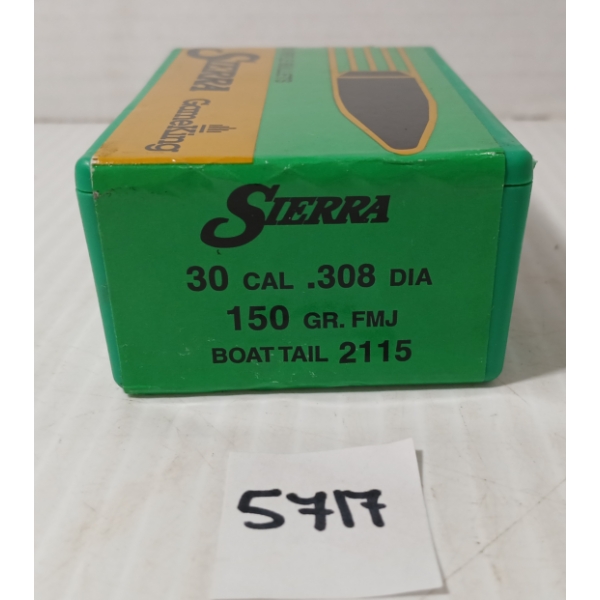 SIERRA
GameKing
SIERRA
30 CAL .308 DIA
150 GR. FMJ
BOAT TAIL 2115
5717